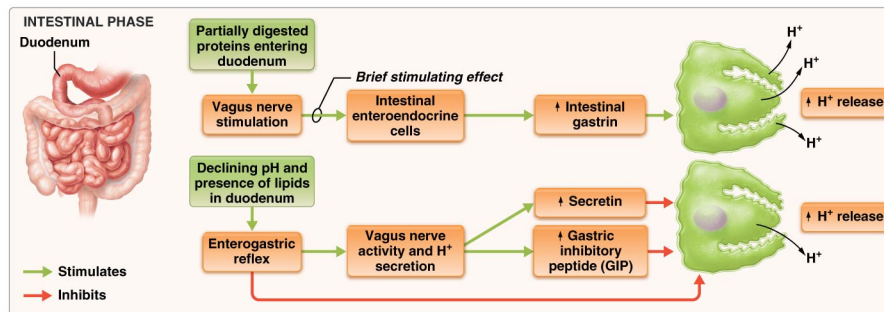 INTESTINAL PHASE
Duodenum
Partially digested
proteins entering
duodenum
Brief stimulating effect
Vagus nerve
stimulation
Intestinal
enteroendocrine
cells
↑ Intestinal
gastrin
H+
H+
H+
↑ H+ release
Declining pH and
presence of lipids
in duodenum
Enterogastric
reflex
Vagus nerve
activity and H+
secretion
↑ Secretin
↑ Gastric
inhibitory
peptide (GIP)
H+
↑ H+ release
Stimulates
Inhibits